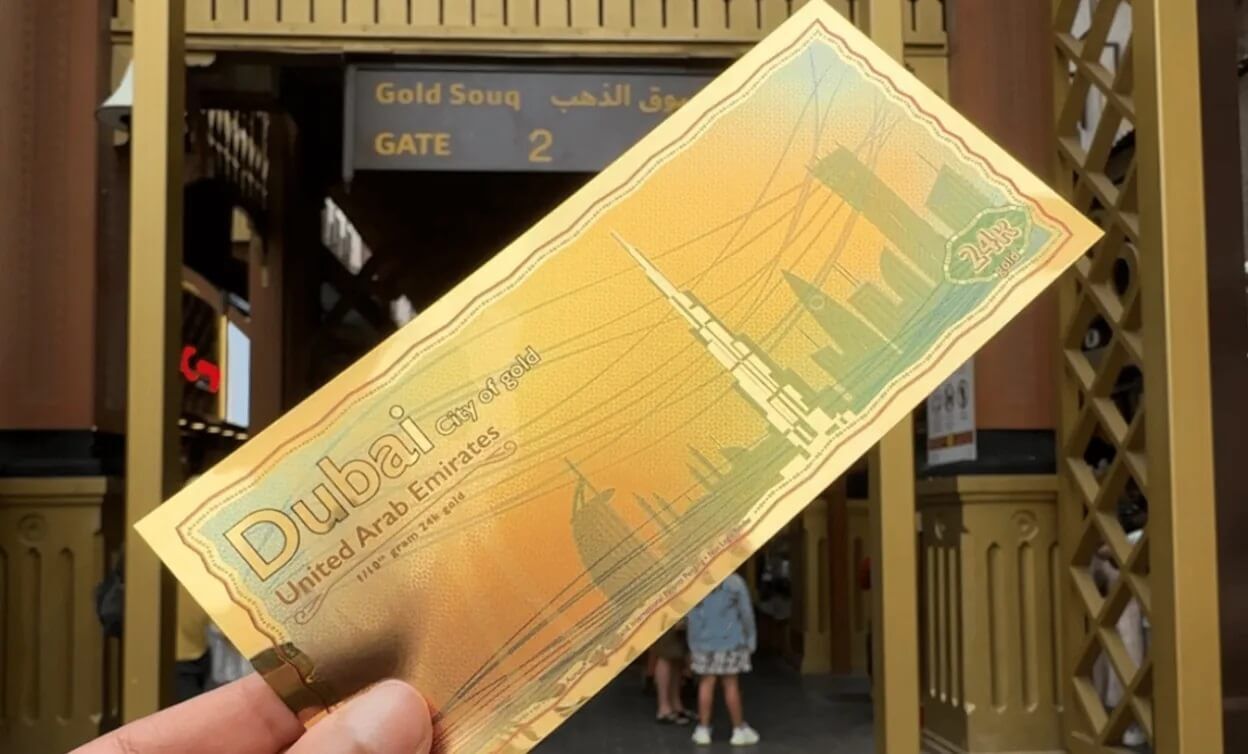 Gold Souq سوق الذهب
GATE 2
24k
gold
Dubai City of gold
United Arab Emirates
1/10th gram 24k gold